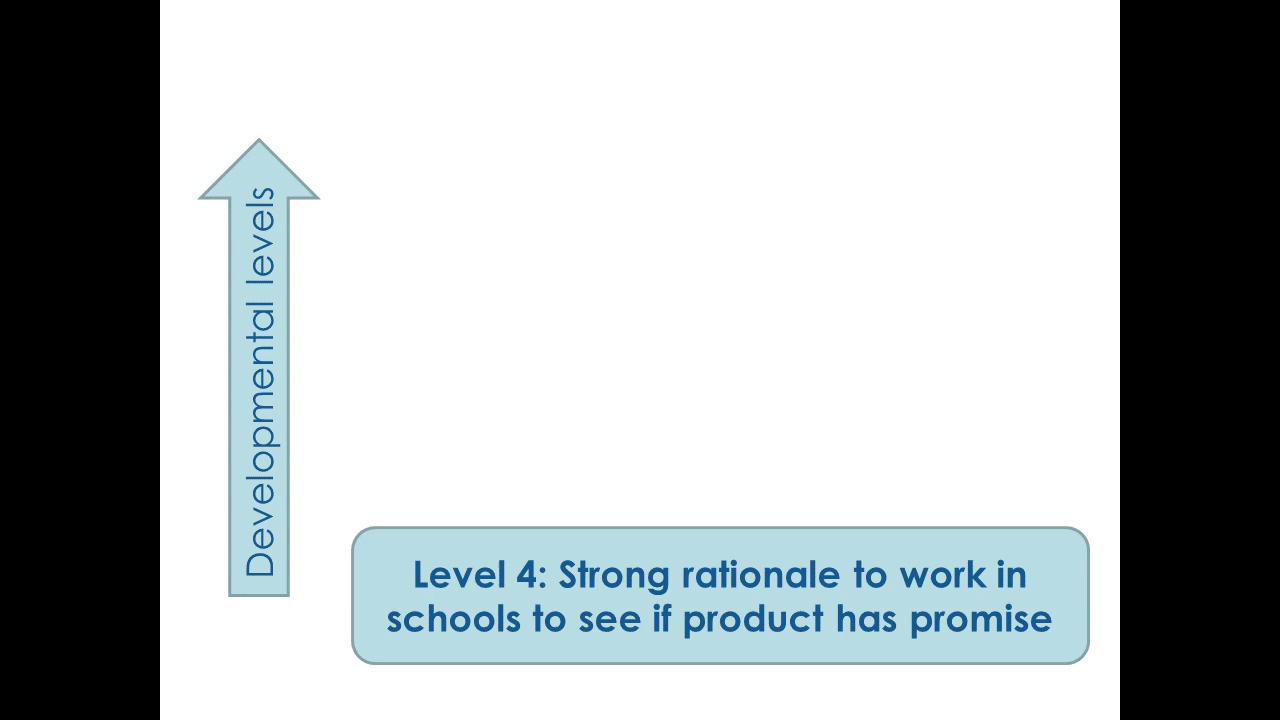 Developmental levels
Level 4: Strong rationale to work in
schools to see if product has promise